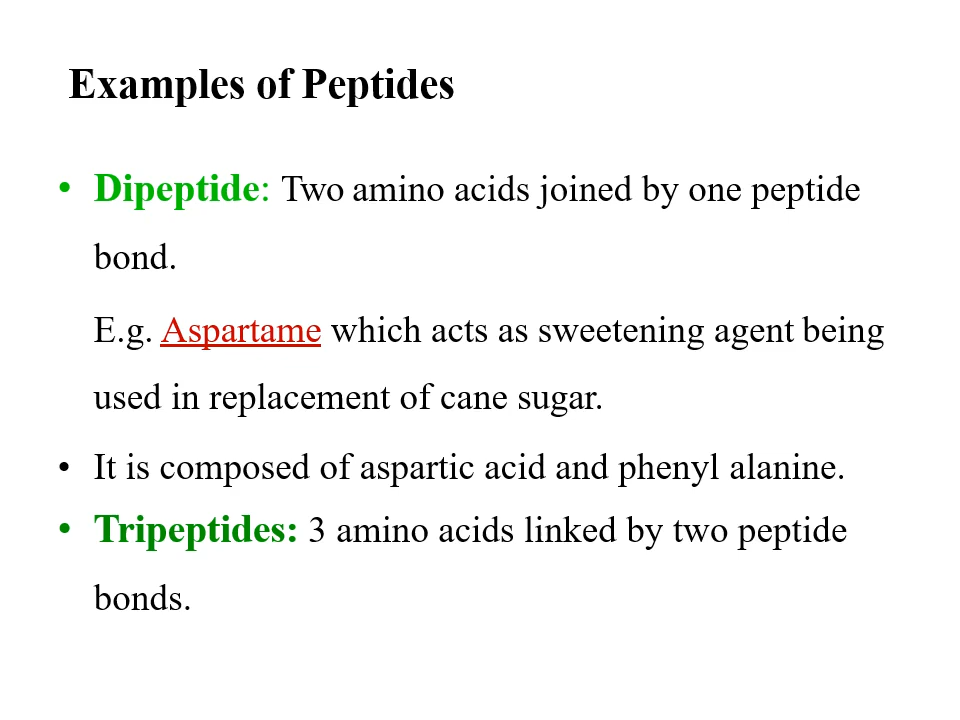 Examples of Peptides
• Dipeptide: Two amino acids joined by one peptide
bond.
E.g. Aspartame which acts as sweetening agent being
used in replacement of cane sugar.
• It is composed of aspartic acid and phenyl alanine.
• Tripeptides: 3 amino acids linked by two peptide
bonds.